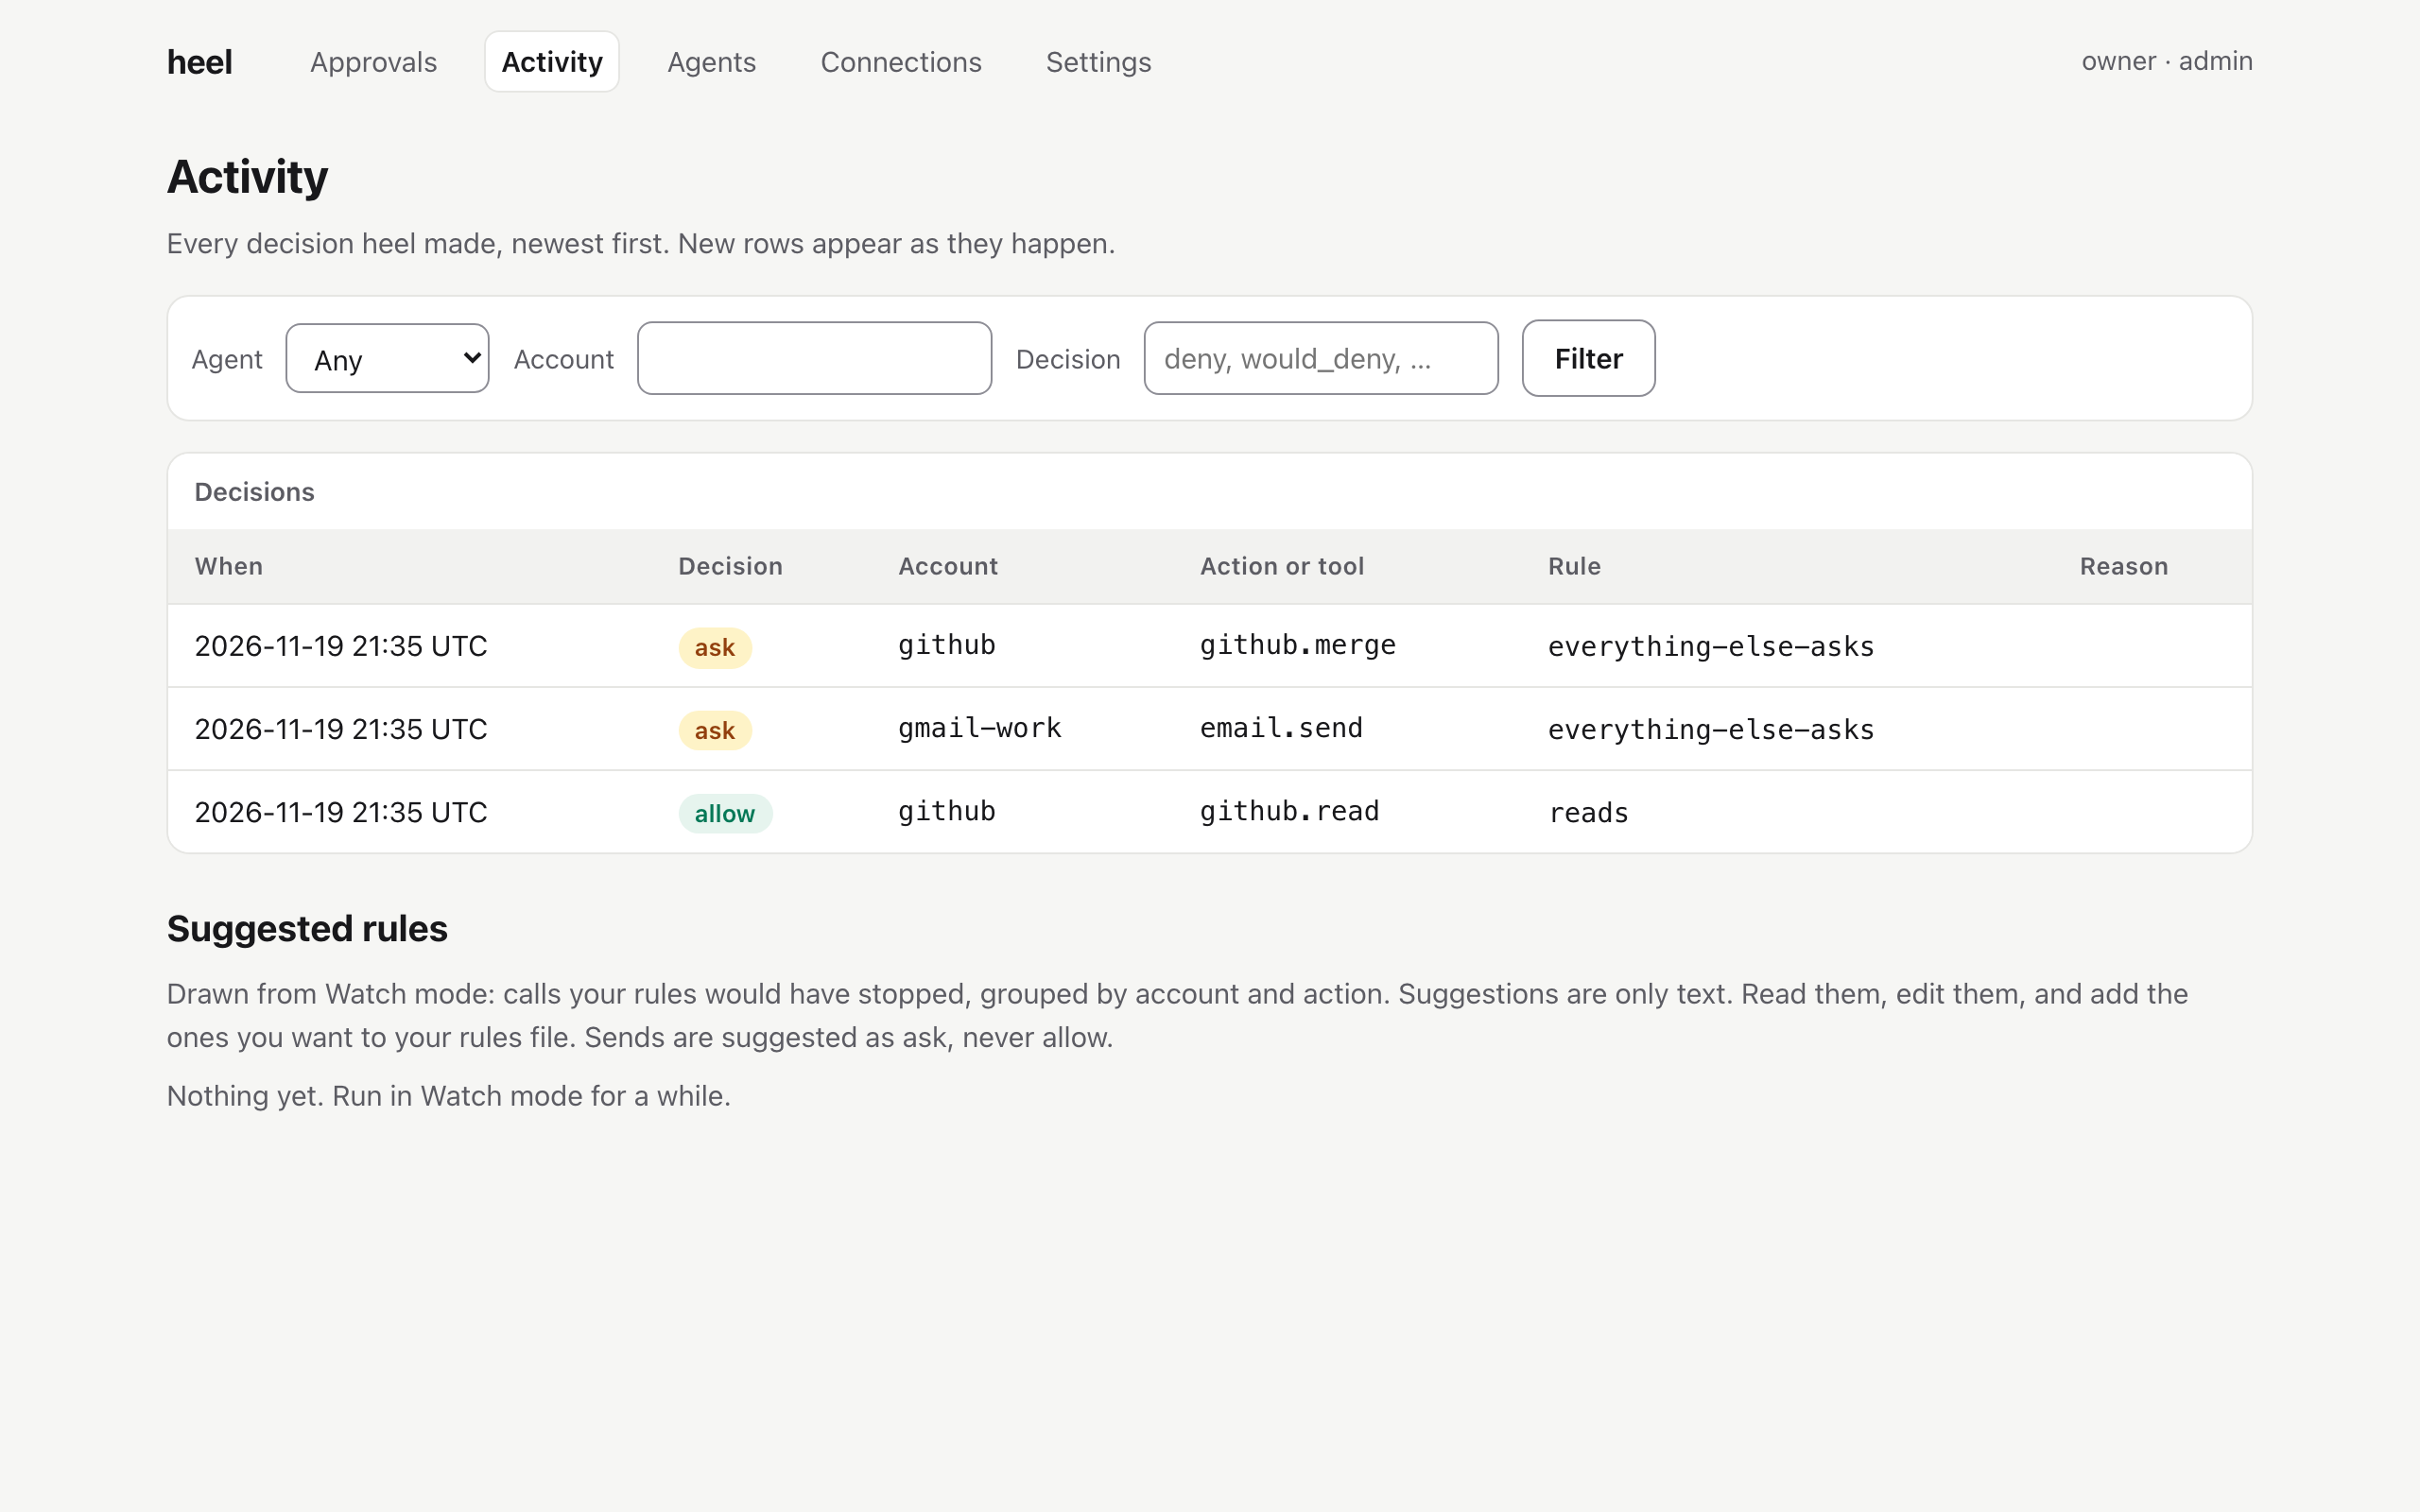 heel Approvals Activity Agents Connections Settings owner · admin
Activity
Every decision heel made, newest first. New rows appear as they happen.
Agent Any Account Decision deny, would_deny, ... Filter
Decisions
When Decision Account Action or tool Rule Reason
2026-11-19 21:35 UTC ask github github.merge everything-else-asks
2026-11-19 21:35 UTC ask gmail-work email.send everything-else-asks
2026-11-19 21:35 UTC allow github github.read reads
Suggested rules
Drawn from Watch mode: calls your rules would have stopped, grouped by account and action. Suggestions are only text. Read them, edit them, and add the
ones you want to your rules file. Sends are suggested as ask, never allow.
Nothing yet. Run in Watch mode for a while.